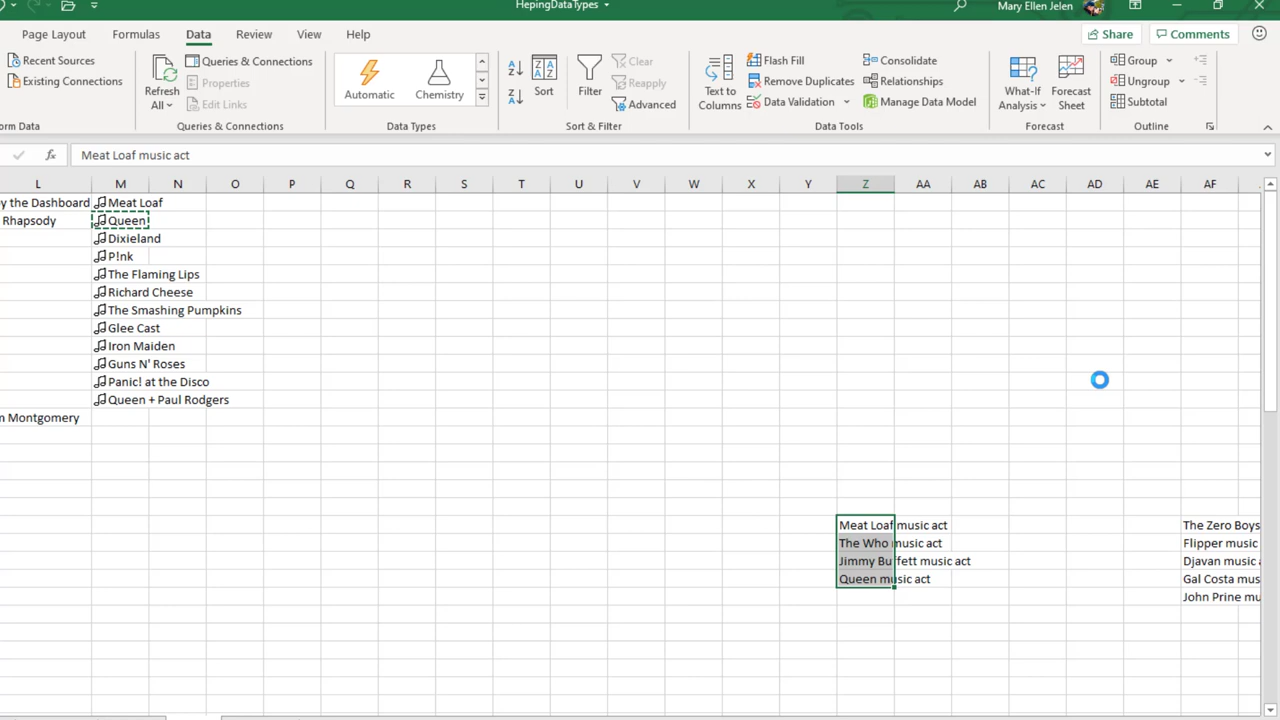 HepingDataTypes
Mary Ellen Jelen
Page Layout
Formulas
Data
Review
View
Help
Share
Comments
Recent Sources
Existing Connections
Refresh
All
Queries & Connections
Properties
Edit Links
Automatic
Chemistry
Sort
Filter
Clear
Reapply
Advanced
Text to
Columns
Flash Fill
Remove Duplicates
Data Validation
Consolidate
Relationships
Manage Data Model
What-If
Analysis
Forecast
Sheet
Group
Ungroup
Subtotal
orm Data
Queries & Connections
Data Types
Sort & Filter
Data Tools
Forecast
Outline
fx
Meat Loaf music act
L M N O P Q R S T U V W X Y Z AA AB AC AD AE AF
by the Dashboard
Meat Loaf
Rhapsody
Queen
Dixieland
P!nk
The Flaming Lips
Richard Cheese
The Smashing Pumpkins
Glee Cast
Iron Maiden
Guns N' Roses
Panic! at the Disco
Queen + Paul Rodgers
m Montgomery
Meat Loaf music act
The Zero Boys
The Who music act
Flipper music
Jimmy Buffett music act
Djavan music
Queen music act
Gal Costa mus
John Prine mu